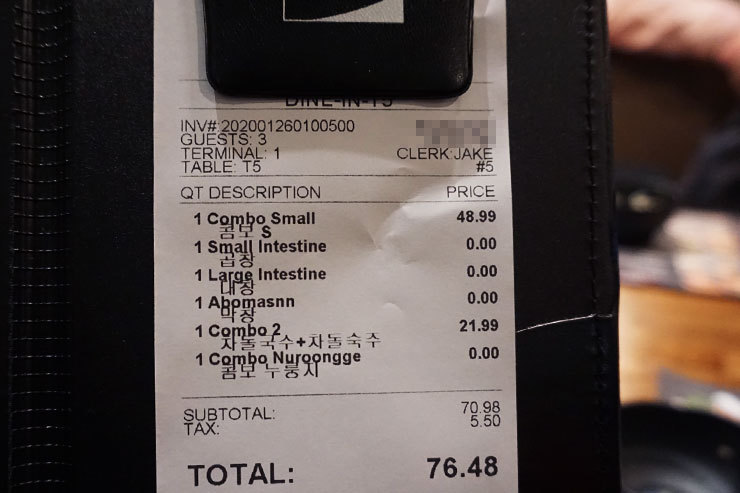 DINE-IN-T5
INV#:202001260100500
GUESTS: 3
TERMINAL: 1 CLERK:JAKE
TABLE: T5 #5
QT DESCRIPTION PRICE
1 Combo Small 48.99
콤보 S
1 Small Intestine 0.00
곱창
1 Large Intestine 0.00
대창
1 Abomasnn 0.00
막창
1 Combo 2 21.99
차돌국수+차돌숙주
1 Combo Nuroongge 0.00
콤보 누룽지
SUBTOTAL: 70.98
TAX: 5.50
TOTAL: 76.48